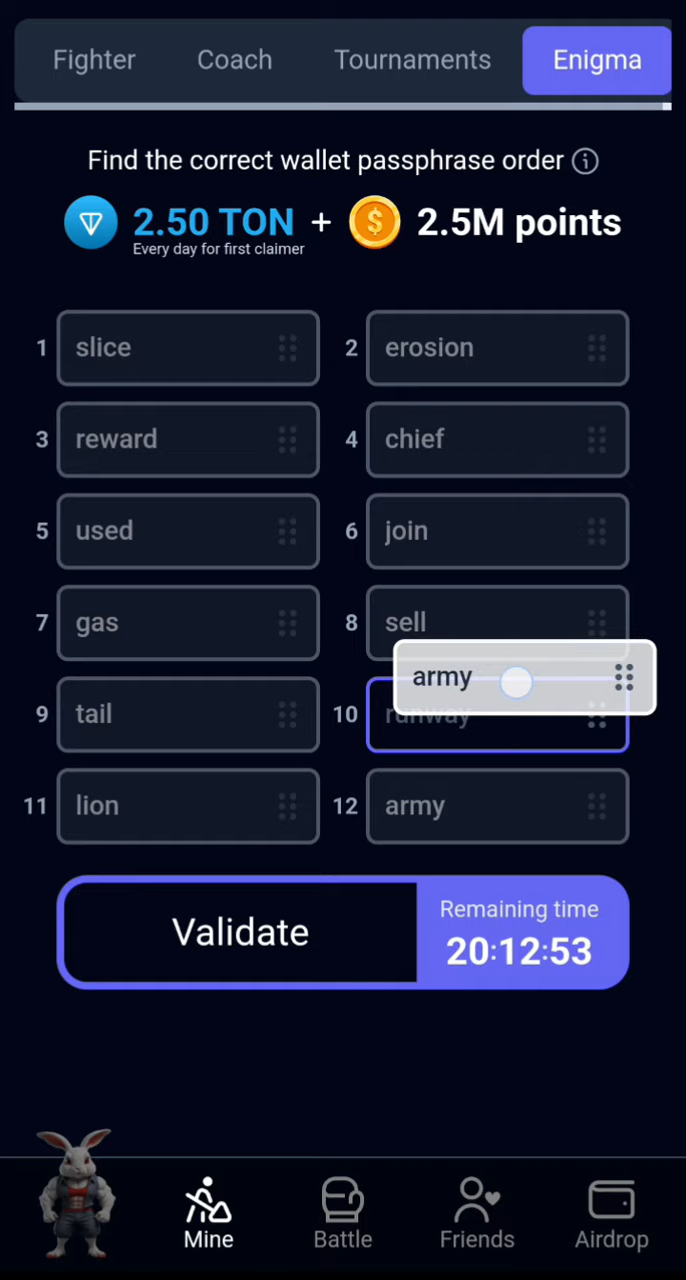 Fighter Coach Tournaments Enigma
Find the correct wallet passphrase order
2.50 TON + 2.5M points
Every day for first claimer
1 slice 2 erosion
3 reward 4 chief
5 used 6 join
7 gas 8 sell
army
9 tail 10 runway
11 lion 12 army
Validate Remaining time
20:12:53
Mine Battle Friends Airdrop